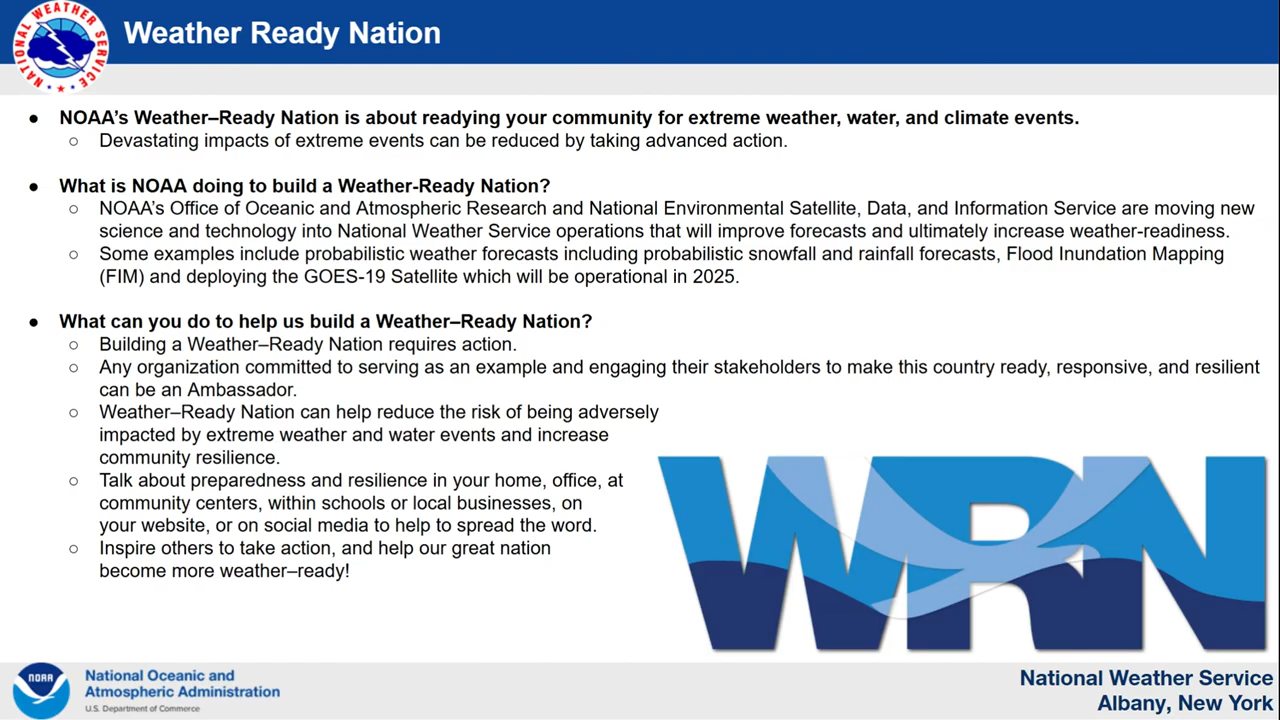 NATIONAL WEATHER SERVICE
Weather Ready Nation
● NOAA's Weather–Ready Nation is about readying your community for extreme weather, water, and climate events.
○ Devastating impacts of extreme events can be reduced by taking advanced action.
● What is NOAA doing to build a Weather-Ready Nation?
○ NOAA's Office of Oceanic and Atmospheric Research and National Environmental Satellite, Data, and Information Service are moving new
science and technology into National Weather Service operations that will improve forecasts and ultimately increase weather-readiness.
○ Some examples include probabilistic weather forecasts including probabilistic snowfall and rainfall forecasts, Flood Inundation Mapping
(FIM) and deploying the GOES-19 Satellite which will be operational in 2025.
● What can you do to help us build a Weather–Ready Nation?
○ Building a Weather–Ready Nation requires action.
○ Any organization committed to serving as an example and engaging their stakeholders to make this country ready, responsive, and resilient
can be an Ambassador.
○ Weather–Ready Nation can help reduce the risk of being adversely
impacted by extreme weather and water events and increase
community resilience.
○ Talk about preparedness and resilience in your home, office, at
community centers, within schools or local businesses, on
your website, or on social media to help to spread the word.
○ Inspire others to take action, and help our great nation
become more weather–ready!
WRN
NOAA
National Oceanic and
Atmospheric Administration
U.S. Department of Commerce
National Weather Service
Albany, New York